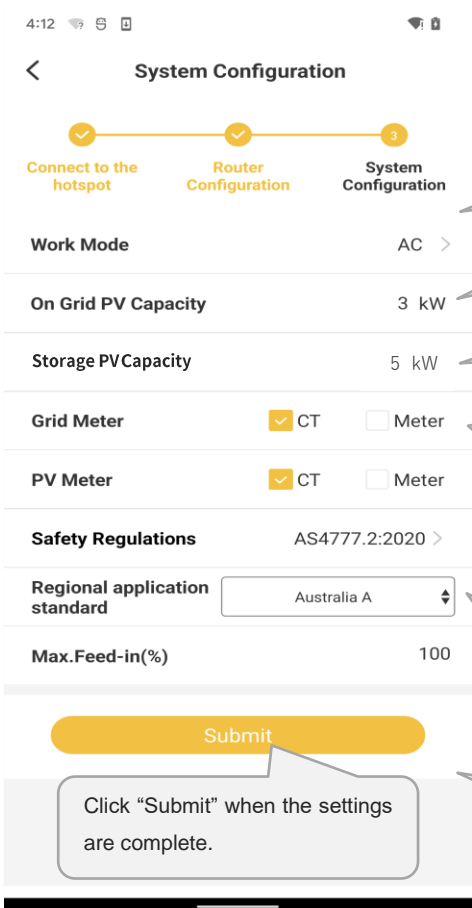 4:12
System Configuration
3
Connect to the Router System
hotspot Configuration Configuration
Work Mode AC
On Grid PV Capacity 3 kW
Storage PV Capacity 5 kW
Grid Meter CT Meter
PV Meter CT Meter
Safety Regulations AS4777.2:2020
Regional application
standard Australia A
Max.Feed-in(%) 100
Submit
Click “Submit” when the settings
are complete.